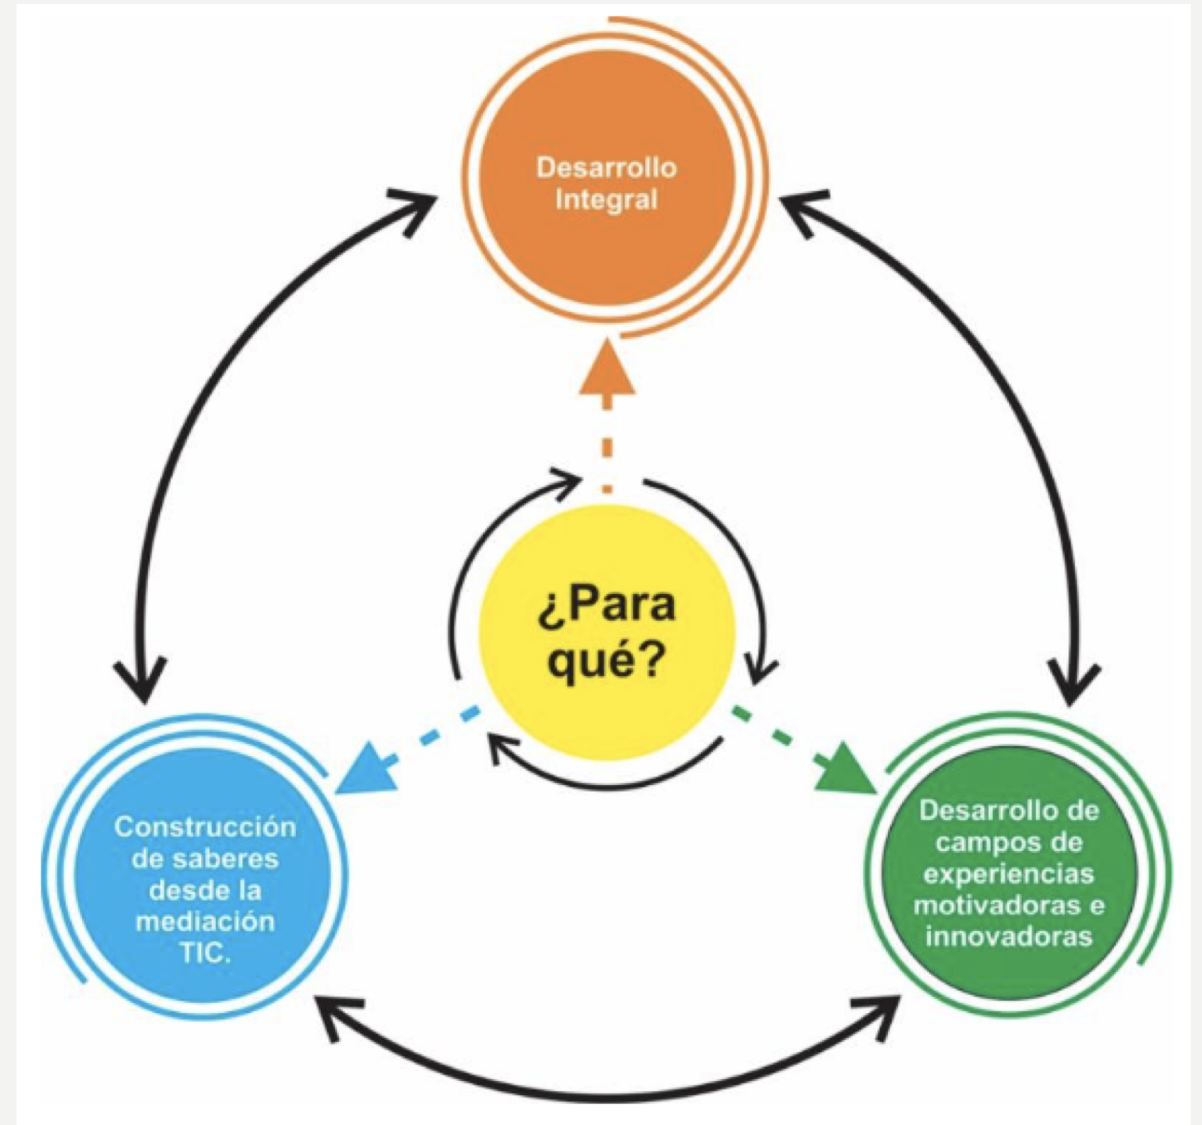 Desarrollo
Integral
¿Para
qué?
Construcción
de saberes
desde la
mediación
TIC.
Desarrollo de
campos de
experiencias
motivadoras e
innovadoras